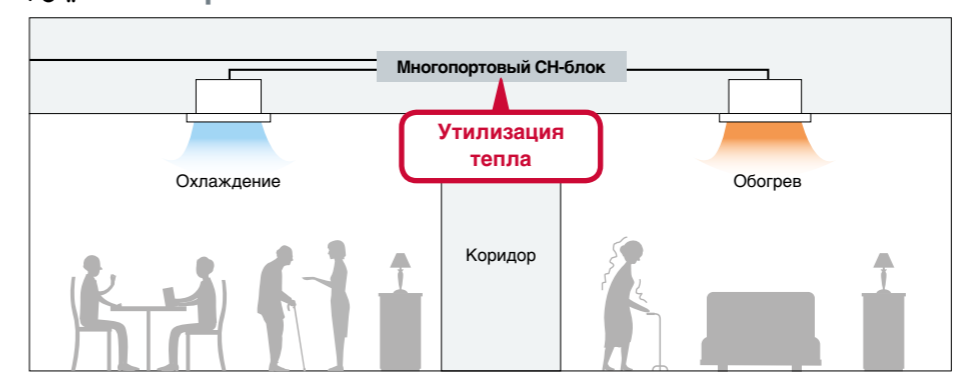 Многопортовый СН-блок
Утилизация
тепла
Охлаждение
Обогрев
Коридор